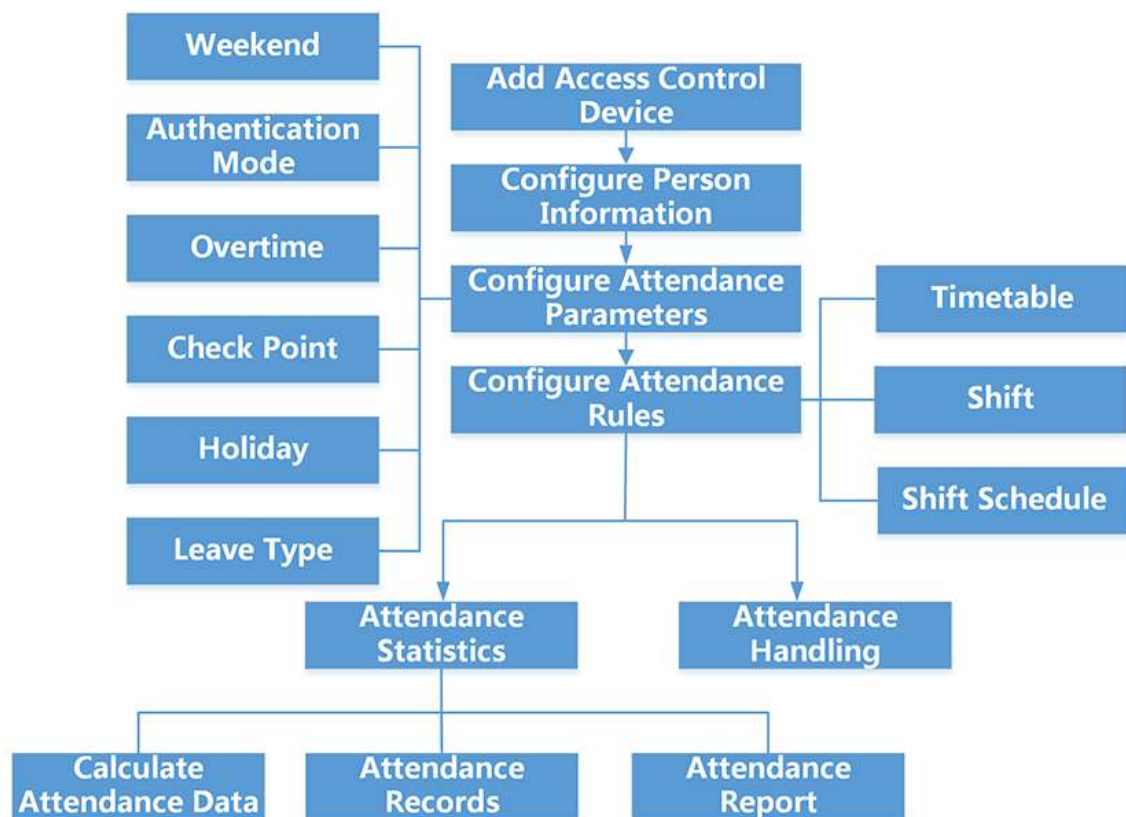 Weekend
Authentication
Mode
Overtime
Check Point
Holiday
Leave Type
Add Access Control
Device
Configure Person
Information
Configure Attendance
Parameters
Configure Attendance
Rules
Timetable
Shift
Shift Schedule
Attendance
Statistics
Attendance
Handling
Calculate
Attendance Data
Attendance
Records
Attendance
Report